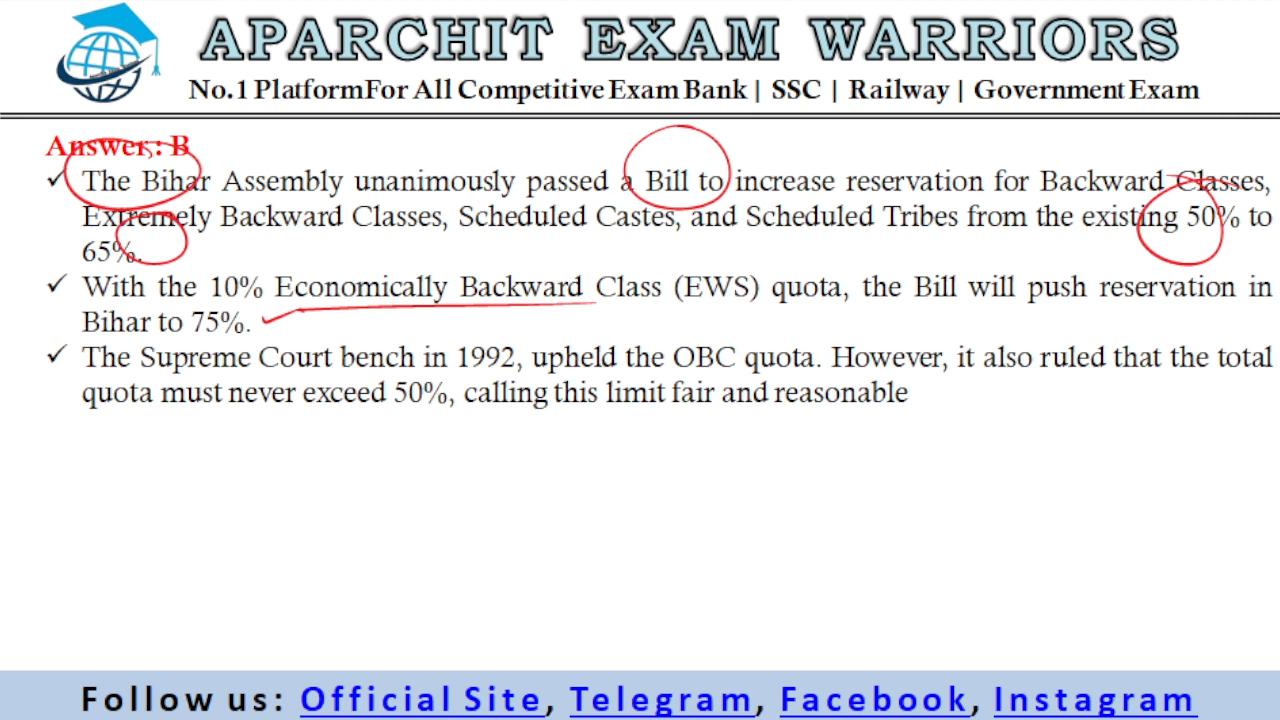 APARCHIT EXAM WARRIORS
No.1 PlatformFor All Competitive Exam Bank | SSC | Railway | Government Exam
Answer: B
✓ The Bihar Assembly unanimously passed a Bill to increase reservation for Backward Classes,
Extremely Backward Classes, Scheduled Castes, and Scheduled Tribes from the existing 50% to
65%.
✓ With the 10% Economically Backward Class (EWS) quota, the Bill will push reservation in
Bihar to 75%.
✓ The Supreme Court bench in 1992, upheld the OBC quota. However, it also ruled that the total
quota must never exceed 50%, calling this limit fair and reasonable
Follow us: Official Site, Telegram, Facebook, Instagram